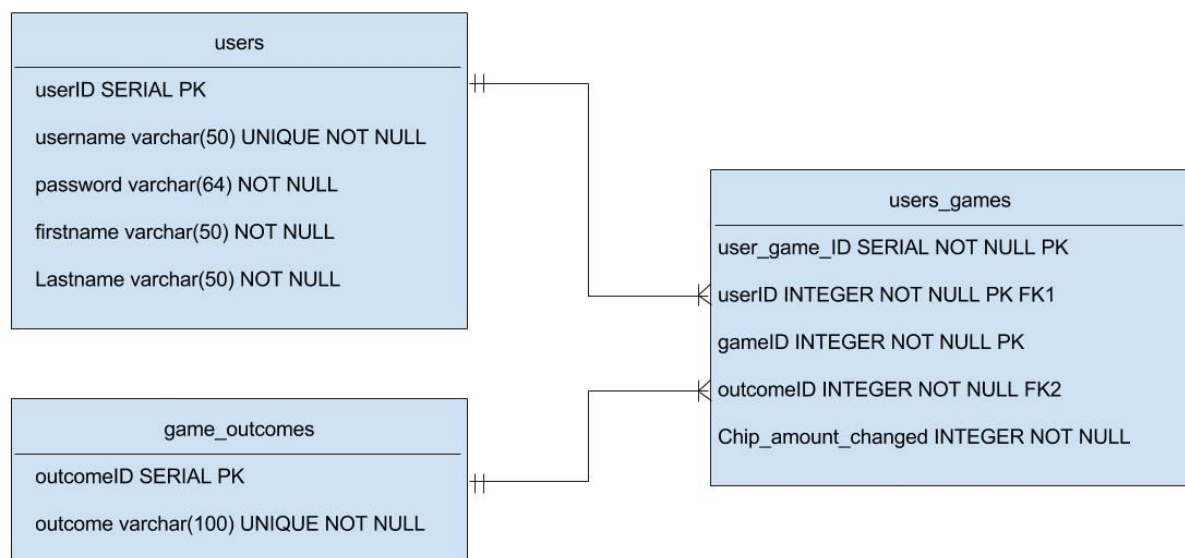 users
userID SERIAL PK
username varchar(50) UNIQUE NOT NULL
password varchar(64) NOT NULL
firstname varchar(50) NOT NULL
Lastname varchar(50) NOT NULL
users_games
user_game_ID SERIAL NOT NULL PK
userID INTEGER NOT NULL PK FK1
gameID INTEGER NOT NULL PK
outcomeID INTEGER NOT NULL FK2
Chip_amount_changed INTEGER NOT NULL
game_outcomes
outcomeID SERIAL PK
outcome varchar(100) UNIQUE NOT NULL